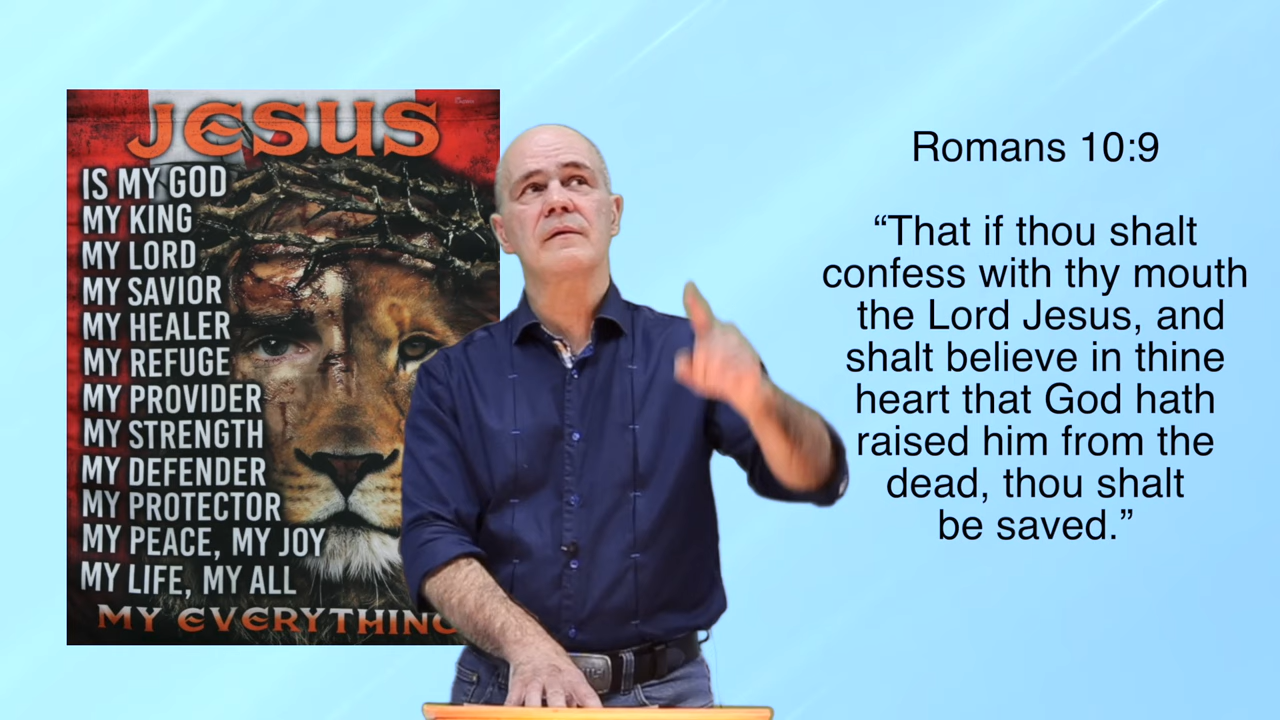 JESUS
IS MY GOD
MY KING
MY LORD
MY SAVIOR
MY HEALER
MY REFUGE
MY PROVIDER
MY STRENGTH
MY DEFENDER
MY PROTECTOR
MY PEACE, MY JOY
MY LIFE, MY ALL
MY EVERYTHING
Romans 10:9
“That if thou shalt
confess with thy mouth
the Lord Jesus, and
shalt believe in thine
heart that God hath
raised him from the
dead, thou shalt
be saved.”